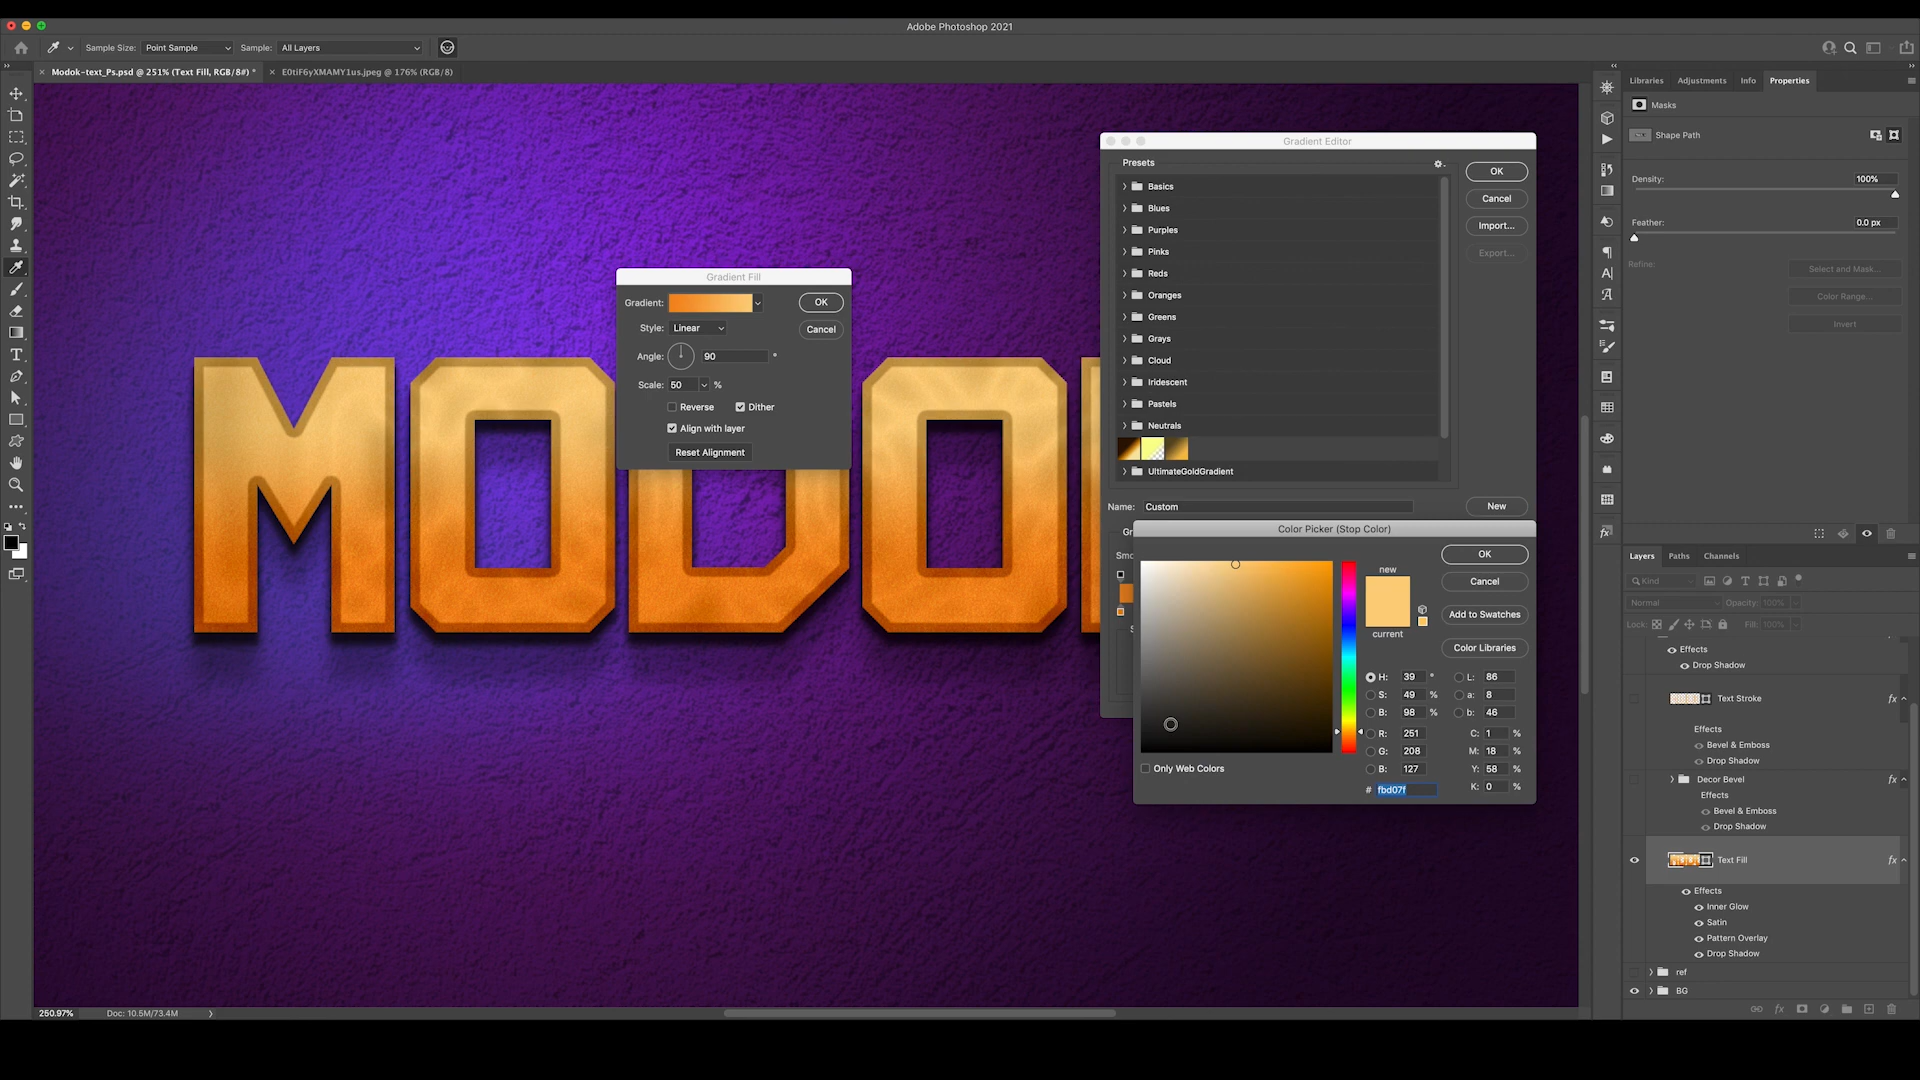 Adobe Photoshop 2021
Sample Size: Point Sample Sample: All Layers
Modok-text_Ps.psd @ 251% (Text Fill, RGB/8#) *
E0tiF6yXMAMY1us.jpeg @ 176% (RGB/8)
MODO
Gradient Fill
Gradient:
OK
Style: Linear
Cancel
Angle: 90 °
Scale: 50 %
Reverse Dither
Align with layer
Reset Alignment
Gradient Editor
Presets
OK
Cancel
Import...
Export...
Basics
Blues
Purples
Pinks
Reds
Oranges
Greens
Grays
Cloud
Iridescent
Pastels
Neutrals
UltimateGoldGradient
Name: Custom
New
Gr
Smo
S
Color Picker (Stop Color)
new
current
OK
Cancel
Add to Swatches
Color Libraries
H: 39 ° L: 86
S: 49 % a: 8
B: 98 % b: 46
R: 251 C: 1 %
G: 208 M: 18 %
B: 127 Y: 58 %
K: 0 %
# fbd07f
Only Web Colors
Libraries Adjustments Info Properties
Masks
Shape Path
Density: 100%
Feather: 0.0 px
Refine:
Select and Mask...
Color Range...
Invert
Layers Paths Channels
Kind
Normal Opacity: 100%
Lock: Fill: 100%
Effects
Drop Shadow
Text Stroke fx
Effects
Bevel & Emboss
Drop Shadow
Decor Bevel fx
Effects
Bevel & Emboss
Drop Shadow
Text Fill fx
Effects
Inner Glow
Satin
Pattern Overlay
Drop Shadow
ref
BG
fx
250.97% Doc: 10.5M/73.4M